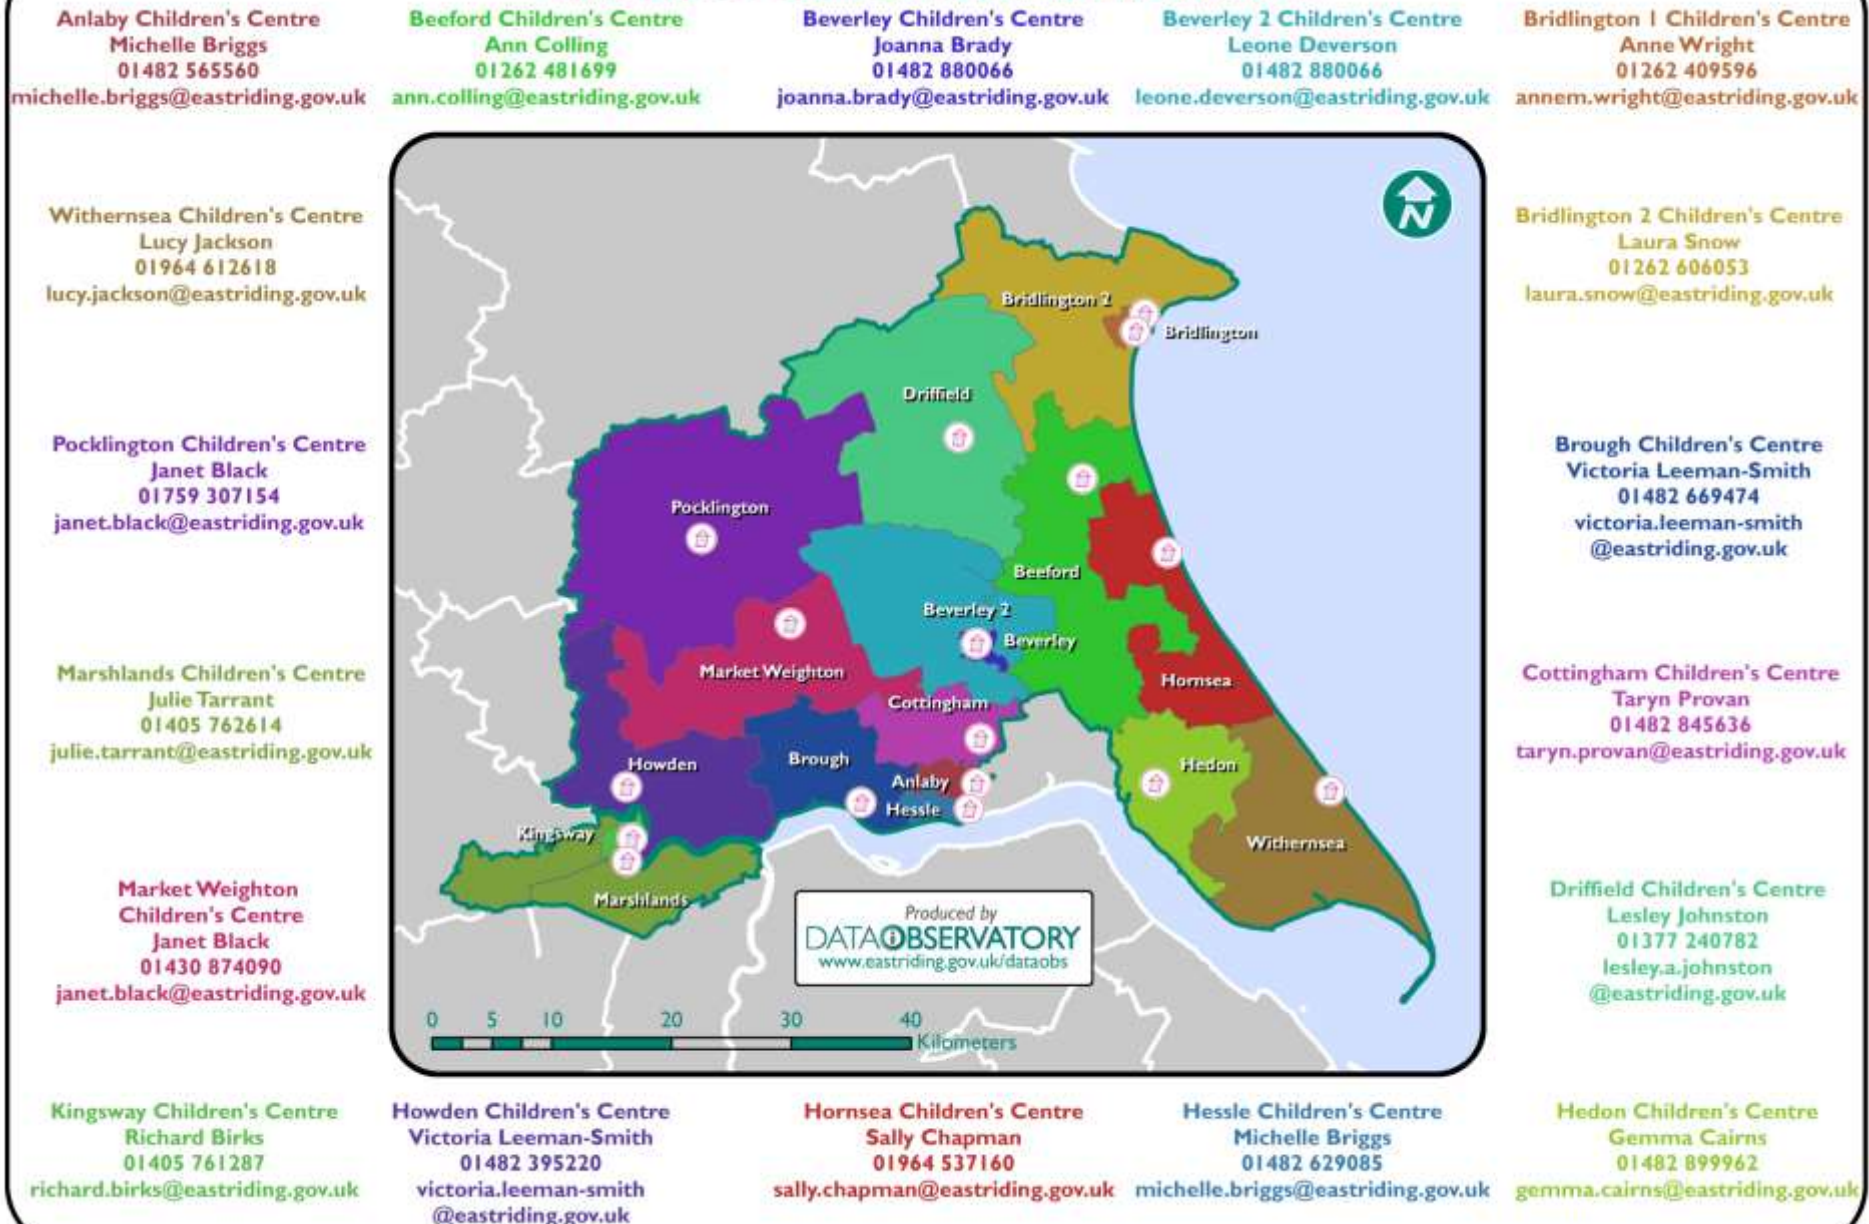 Anlaby Children's Centre
Michelle Briggs
01482 565560
michelle.briggs@eastriding.gov.uk
Beeford Children's Centre
Ann Colling
01262 481699
ann.colling@eastriding.gov.uk
Beverley Children's Centre
Joanna Brady
01482 880066
joanna.brady@eastriding.gov.uk
Beverley 2 Children's Centre
Leone Deverson
01482 880066
leone.deverson@eastriding.gov.uk
Bridlington 1 Children's Centre
Anne Wright
01262 409596
annem.wright@eastriding.gov.uk
Withernsea Children's Centre
Lucy Jackson
01964 612618
lucy.jackson@eastriding.gov.uk
Pocklington Children's Centre
Janet Black
01759 307154
janet.black@eastriding.gov.uk
Marshlands Children's Centre
Julie Tarrant
01405 762614
julie.tarrant@eastriding.gov.uk
Market Weighton
Children's Centre
Janet Black
01430 874090
janet.black@eastriding.gov.uk
N
Bridlington 2
Bridlington
Driffield
Pocklington
Beeford
Beverley 2
Beverley
Market Weighton
Hornsea
Cottingham
Howden
Brough
Hedon
Anlaby
Hessle
Kingsway
Withernsea
Marshlands
Produced by
DATA OBSERVATORY
www.eastriding.gov.uk/dataobs
0 5 10 20 30 40
Kilometers
Bridlington 2 Children's Centre
Laura Snow
01262 606053
laura.snow@eastriding.gov.uk
Brough Children's Centre
Victoria Leeman-Smith
01482 669474
victoria.leeman-smith
@eastriding.gov.uk
Cottingham Children's Centre
Taryn Provan
01482 845636
taryn.provan@eastriding.gov.uk
Driffield Children's Centre
Lesley Johnston
01377 240782
lesley.a.johnston
@eastriding.gov.uk
Kingsway Children's Centre
Richard Birks
01405 761287
richard.birks@eastriding.gov.uk
Howden Children's Centre
Victoria Leeman-Smith
01482 395220
victoria.leeman-smith
@eastriding.gov.uk
Hornsea Children's Centre
Sally Chapman
01964 537160
sally.chapman@eastriding.gov.uk
Hessle Children's Centre
Michelle Briggs
01482 629085
michelle.briggs@eastriding.gov.uk
Hedon Children's Centre
Gemma Cairns
01482 899962
gemma.cairns@eastriding.gov.uk